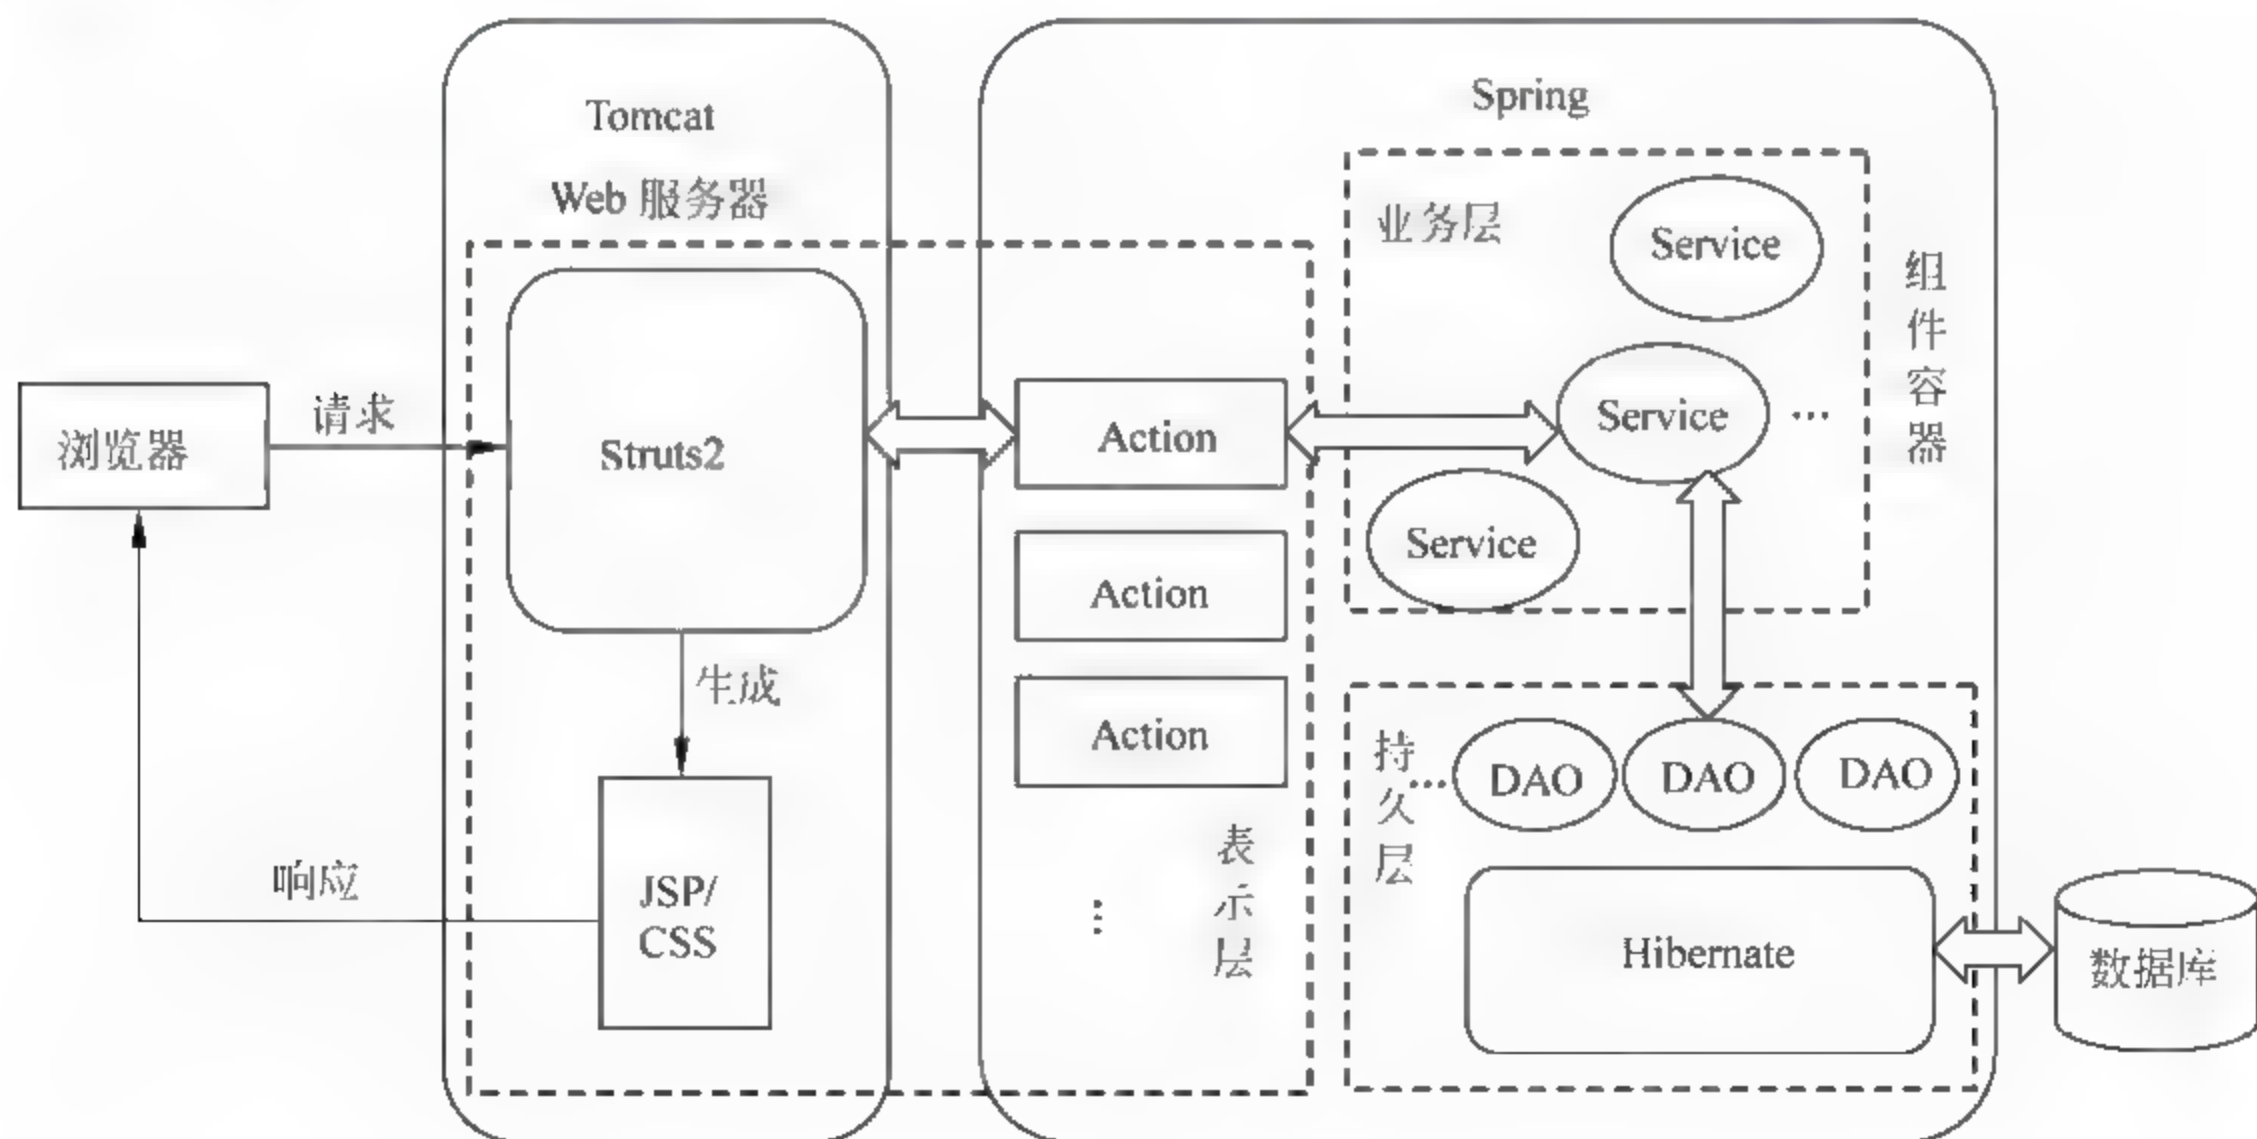 Tomcat
Web 服务器
Spring
业务层
Service
Service
...
Service
组件容器
浏览器
请求
Struts2
Action
Action
Action
...
表示层
生成
JSP/
CSS
响应
持久层
...
DAO
DAO
DAO
Hibernate
数据库